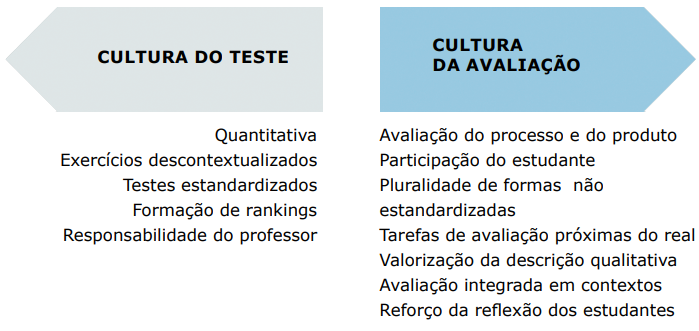 CULTURA DO TESTE
Quantitativa
Exercícios descontextualizados
Testes estandardizados
Formação de rankings
Responsabilidade do professor
CULTURA
DA AVALIAÇÃO
Avaliação do processo e do produto
Participação do estudante
Pluralidade de formas não
estandardizadas
Tarefas de avaliação próximas do real
Valorização da descrição qualitativa
Avaliação integrada em contextos
Reforço da reflexão dos estudantes